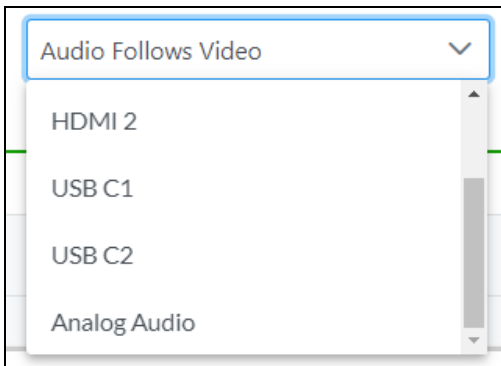 Audio Follows Video
HDMI 2
USB C1
USB C2
Analog Audio